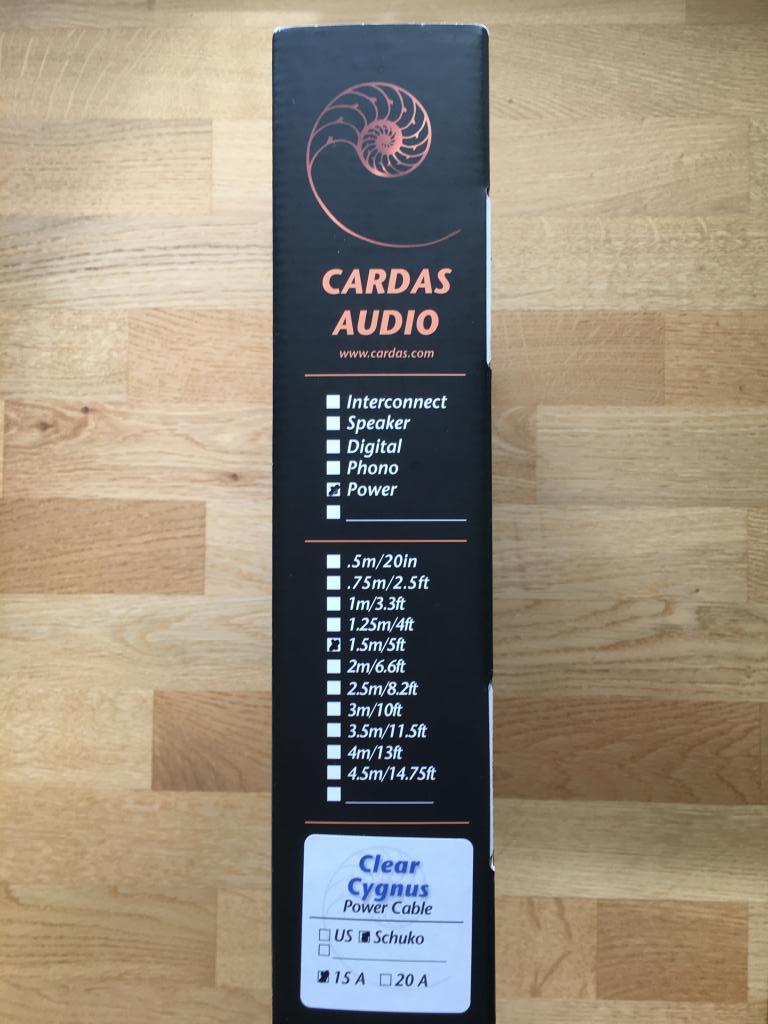 CARDAS
AUDIO
www.cardas.com
Interconnect
Speaker
Digital
Phono
Power
.5m/20in
.75m/2.5ft
1m/3.3ft
1.25m/4ft
1.5m/5ft
2m/6.6ft
2.5m/8.2ft
3m/10ft
3.5m/11.5ft
4m/13ft
4.5m/14.75ft
Clear
Cygnus
Power Cable
US Schuko
15 A 20 A